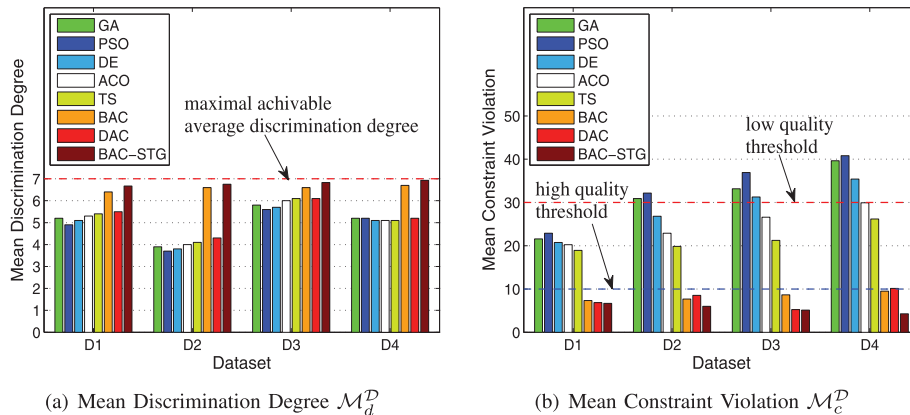 GA
PSO
DE
ACO
TS
BAC
DAC
BAC-STG
maximal achivable
average discrimination degree
Mean Discrimination Degree
7
6
5
4
3
2
1
0
D1 D2 D3 D4
Dataset
(a) Mean Discrimination Degree $\mathcal{M}_d^{\mathcal{D}}$
GA
PSO
DE
ACO
TS
BAC
DAC
BAC-STG
low quality
threshold
high quality
threshold
Mean Constraint Violation
50
40
30
20
10
0
D1 D2 D3 D4
Dataset
(b) Mean Constraint Violation $\mathcal{M}_c^{\mathcal{D}}$